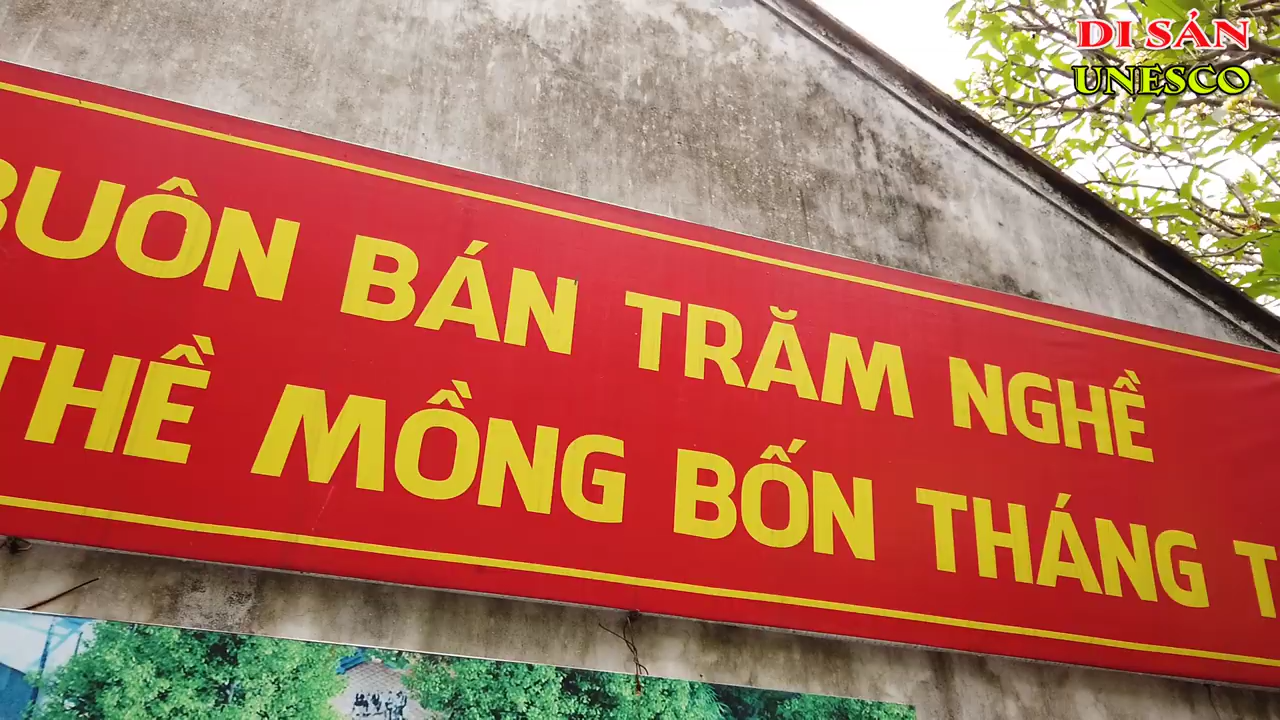 BUÔN BÁN TRĂM NGHỀ
THỀ MỒNG BỐN THÁNG T
DI SẢN
UNESCO